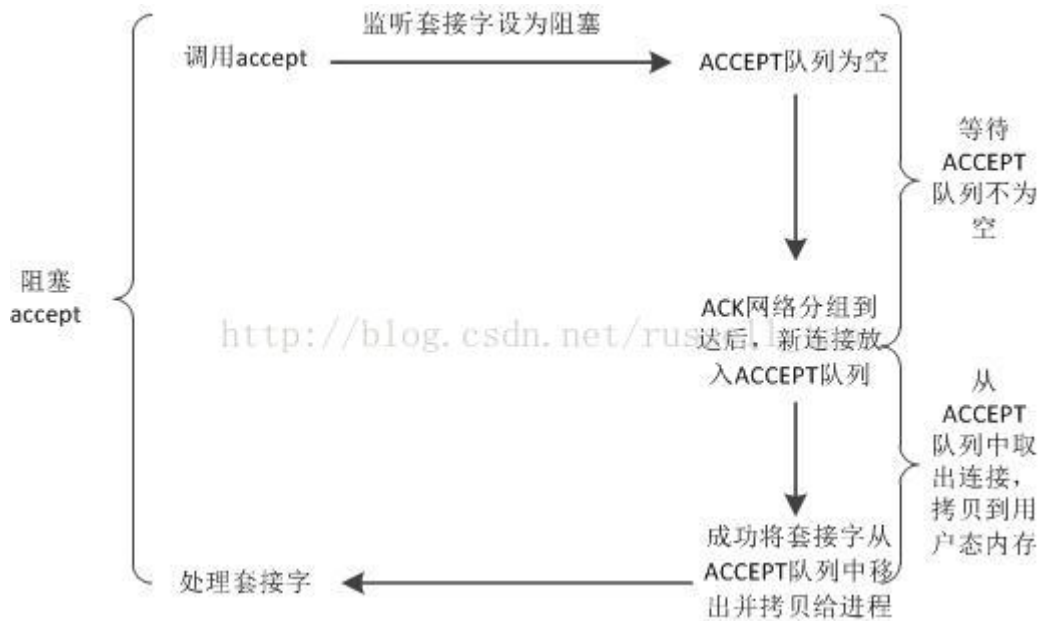 监听套接字设为阻塞
调用accept
ACCEPT队列为空
等待
ACCEPT
队列不为
空
阻塞
accept
ACK网络分组到
达后，新连接放
入ACCEPT队列
http://blog.csdn.net/russell
从
ACCEPT
队列中取
出连接，
拷贝到用
户态内存
成功将套接字从
ACCEPT队列中移
出并拷贝给进程
处理套接字